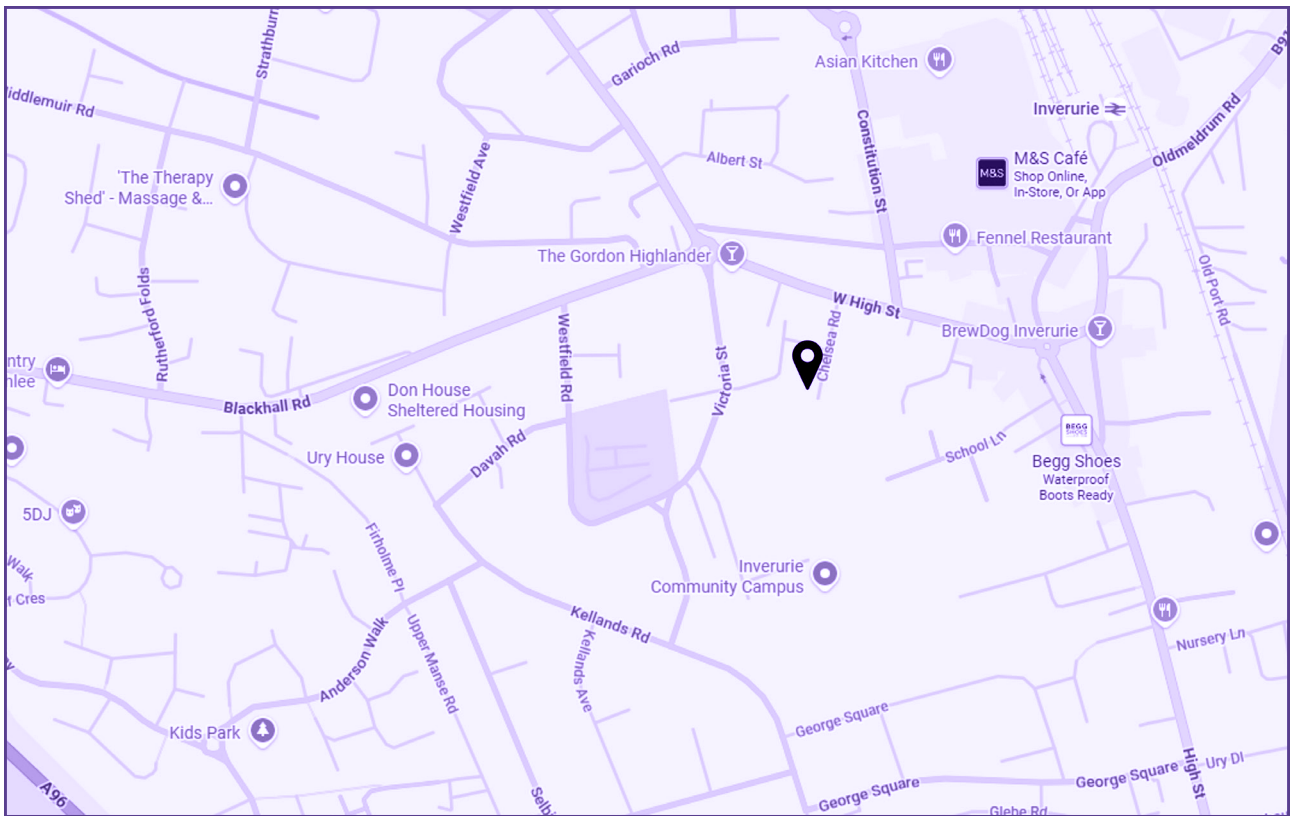 Strathburn
Garioch Rd
Asian Kitchen
iddlemuir Rd
Inverurie
Oldmeldrum Rd
Constitution St
Albert St
M&S
M&S Café
Shop Online,
In-Store, Or App
'The Therapy
Shed' - Massage &...
Westfield Ave
The Gordon Highlander
Fennel Restaurant
Old Port Rd
Rutherford Folds
W High St
BrewDog Inverurie
Chelsea Rd
Westfield Rd
Victoria St
ntry
nlee
Blackhall Rd
Don House
Sheltered Housing
Ury House
Davah Rd
School Ln
BEGG
SHOES
Begg Shoes
Waterproof
Boots Ready
5DJ
Firholme Pl
Walk
Cres
Inverurie
Community Campus
Kellands Rd
Kellands Ave
Upper Manse Rd
Anderson Walk
Nursery Ln
George Square
Kids Park
High St
Ury Dl
George Square
George Square
A96
Selbi
Glebe Rd